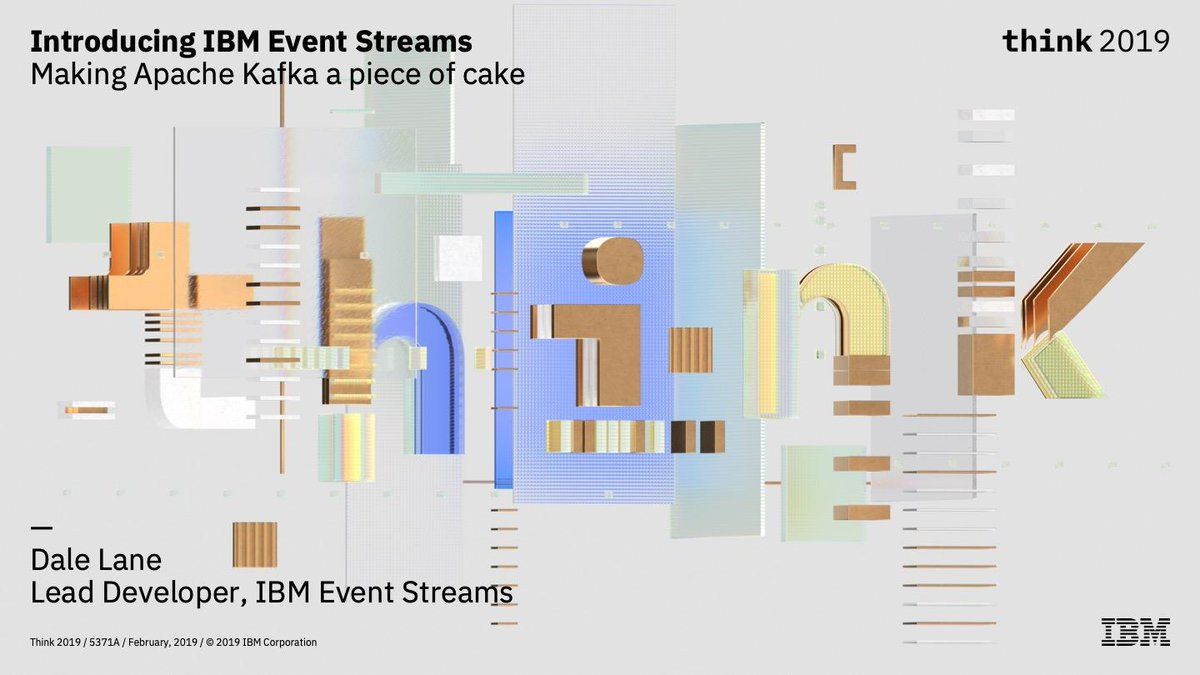 Introducing IBM Event Streams
Making Apache Kafka a piece of cake
think 2019
think
Dale Lane
Lead Developer, IBM Event Streams
Think 2019 / 5371A / February, 2019 / © 2019 IBM Corporation
IBM